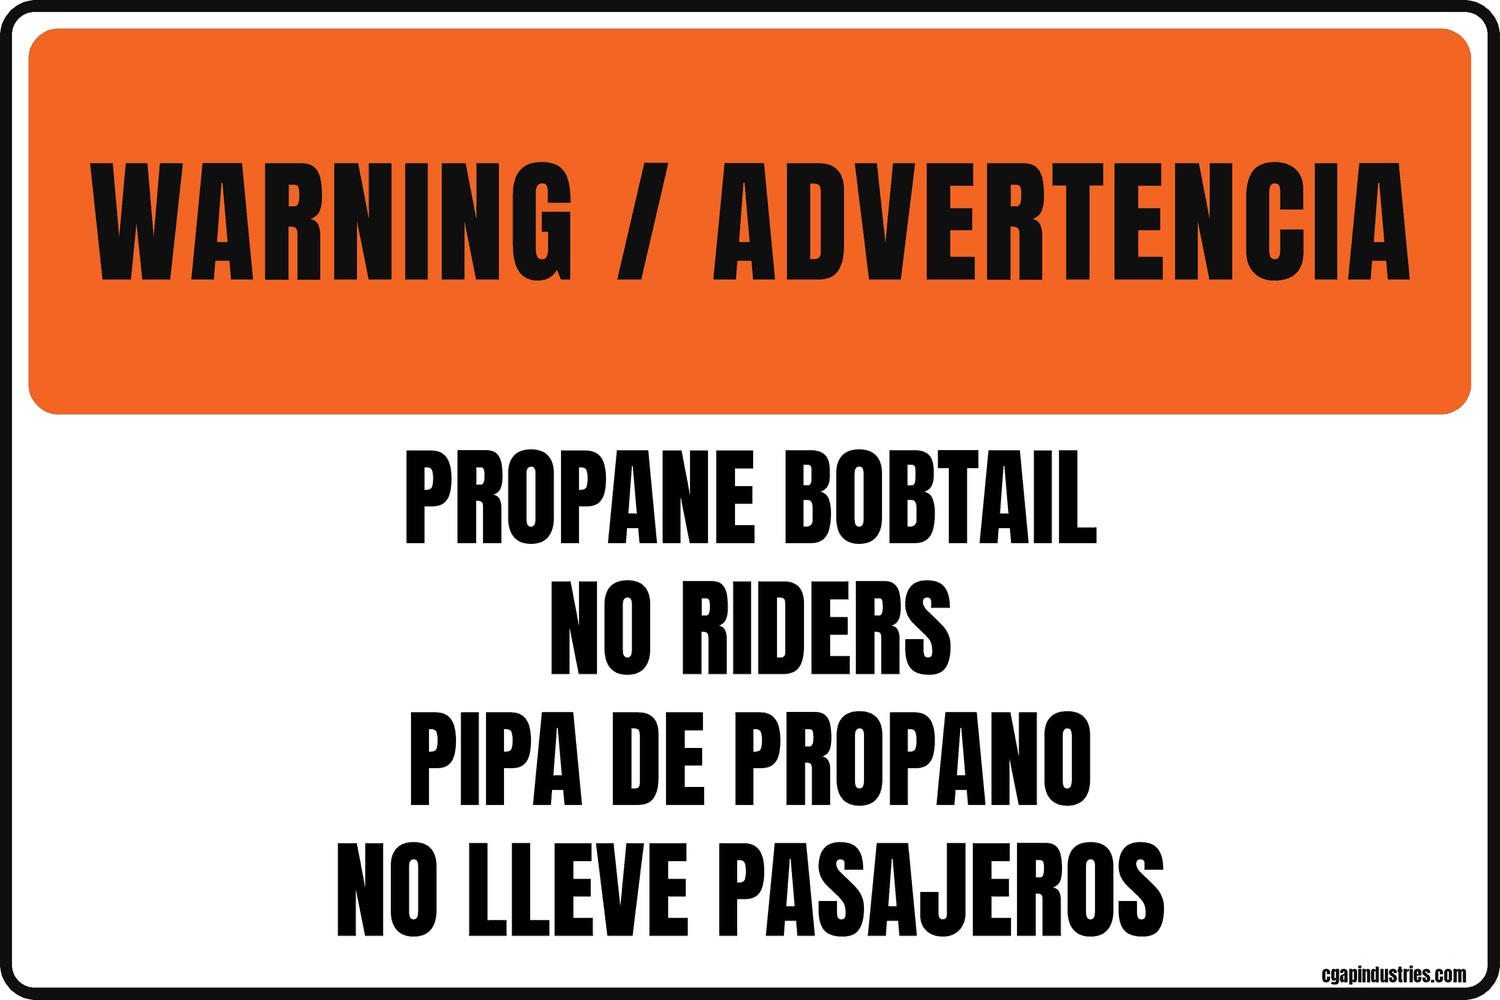 WARNING / ADVERTENCIA
PROPANE BOBTAIL
NO RIDERS
PIPA DE PROPANO
NO LLEVE PASAJEROS
cgapindustries.com